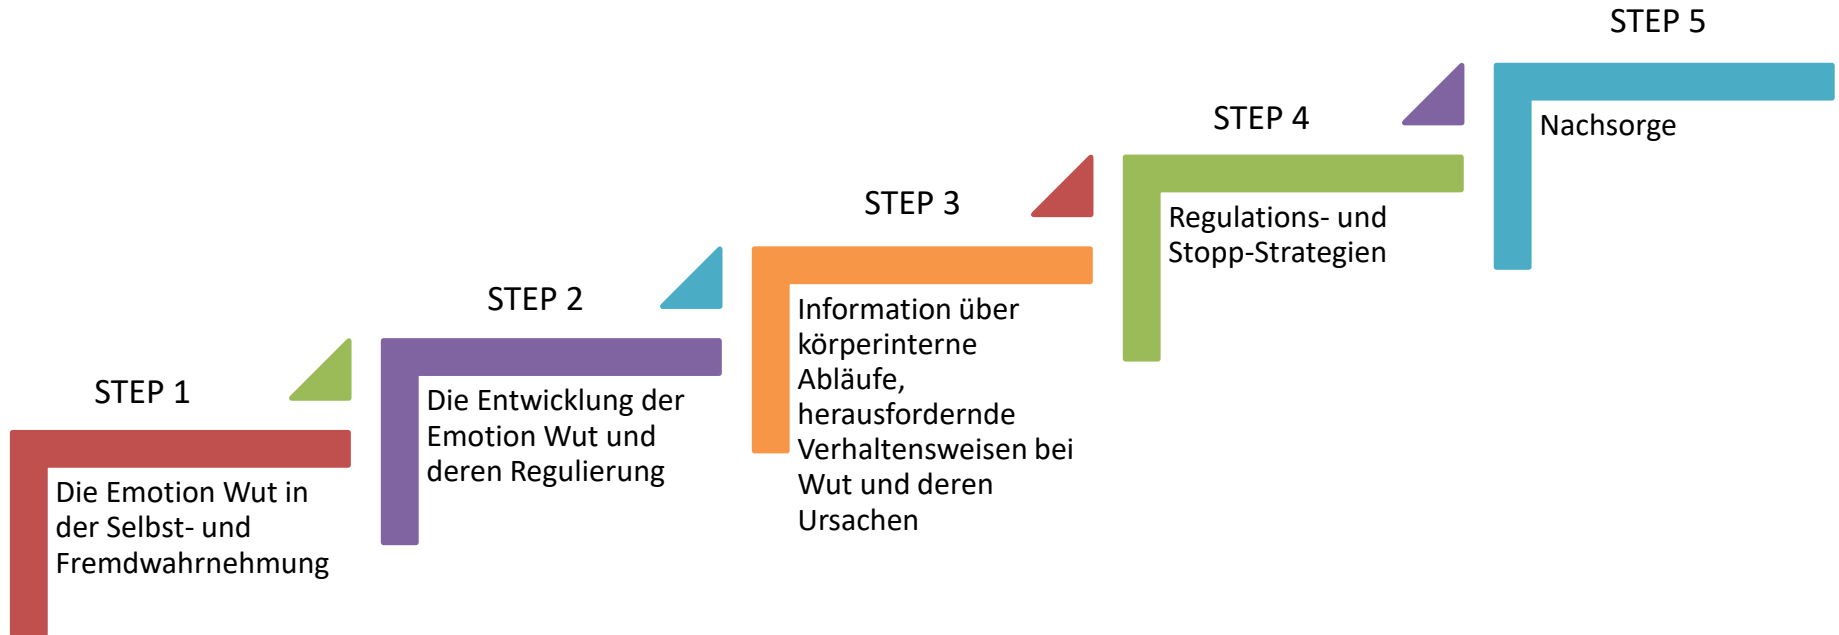 STEP 1
Die Emotion Wut in
der Selbst- und
Fremdwahrnehmung
STEP 2
Die Entwicklung der
Emotion Wut und
deren Regulierung
STEP 3
Information über
körperinterne
Abläufe,
herausfordernde
Verhaltensweisen bei
Wut und deren
Ursachen
STEP 4
Regulations- und
Stopp-Strategien
STEP 5
Nachsorge